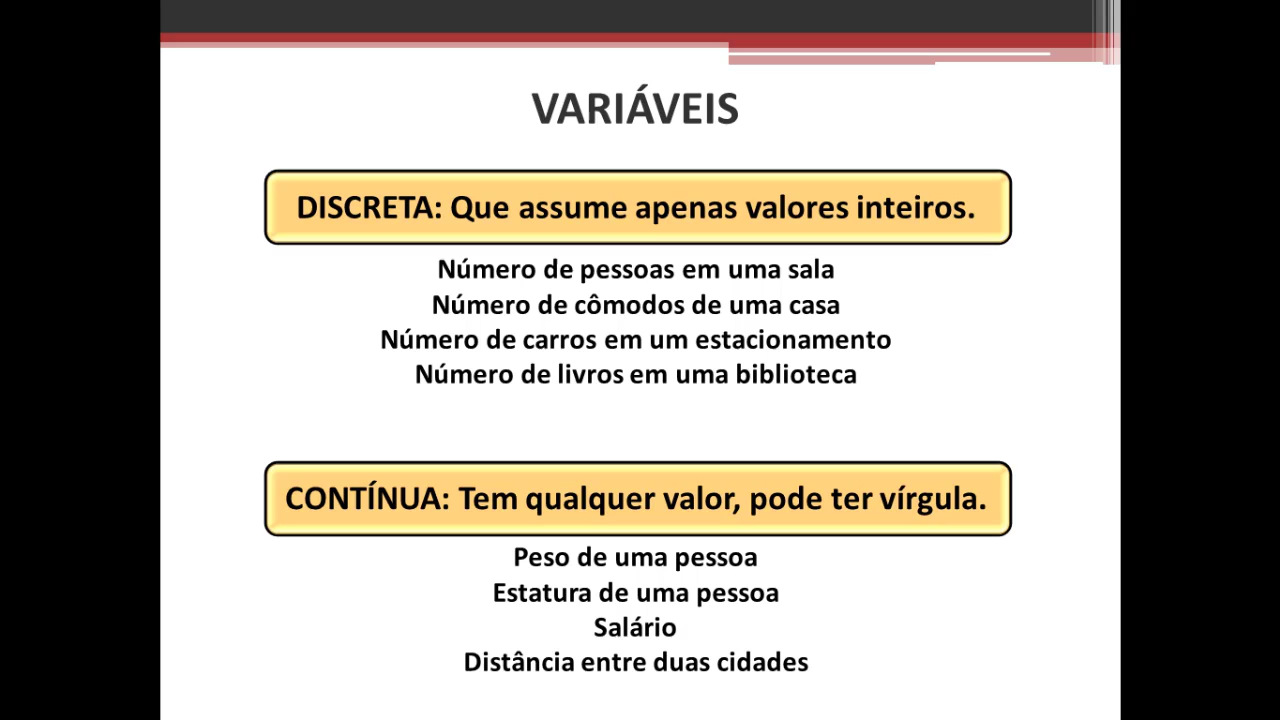 VARIÁVEIS
DISCRETA: Que assume apenas valores inteiros.
Número de pessoas em uma sala
Número de cômodos de uma casa
Número de carros em um estacionamento
Número de livros em uma biblioteca
CONTÍNUA: Tem qualquer valor, pode ter vírgula.
Peso de uma pessoa
Estatura de uma pessoa
Salário
Distância entre duas cidades